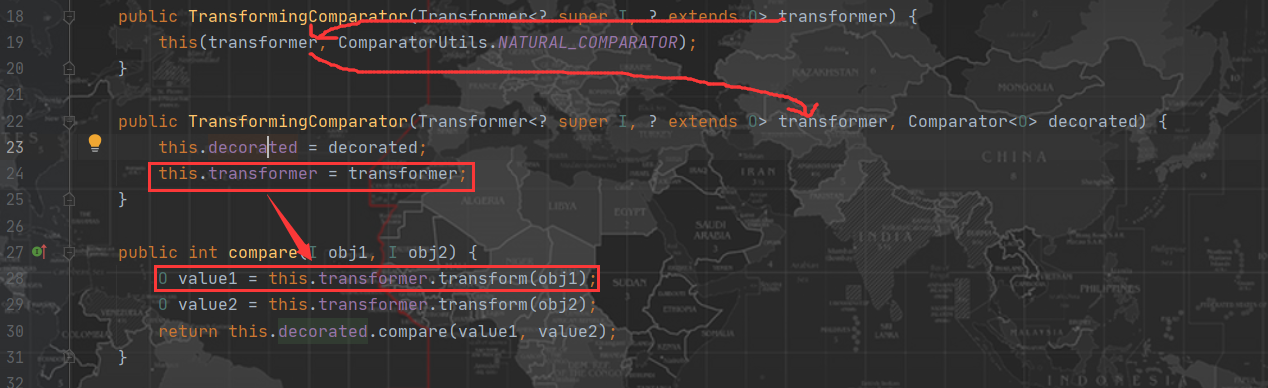 18 public TransformingComparator(Transformer<? super I, ? extends O> transformer) {
19 this(transformer, ComparatorUtils.NATURAL_COMPARATOR);
20 }
21
22 public TransformingComparator(Transformer<? super I, ? extends O> transformer, Comparator<O> decorated) {
23 this.decorated = decorated;
24 this.transformer = transformer;
25 }
26
27 public int compare(I obj1, I obj2) {
28 O value1 = this.transformer.transform(obj1);
29 O value2 = this.transformer.transform(obj2);
30 return this.decorated.compare(value1, value2);
31 }
32
KAZAKHSTAN
MONGOLIA
CHINA
IRAN
ALGERIA
LIBYA
EGYPT
SAUDI
ARABIA
INDIA
SUDAN
PHILIPPINES
INDONESIA